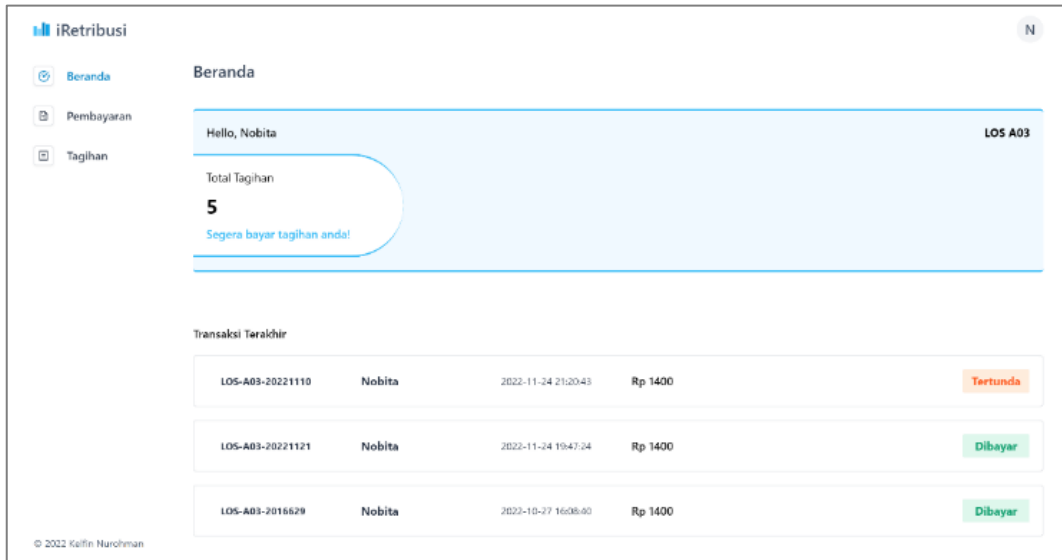 iRetribusi
N
Beranda
Pembayaran
Tagihan
Beranda
Hello, Nobita
LOS A03
Total Tagihan
5
Segera bayar tagihan anda!
Transaksi Terakhir
LOS-A03-20221110 Nobita 2022-11-24 21:20:43 Rp 1400 Tertunda
LOS-A03-20221121 Nobita 2022-11-24 19:47:24 Rp 1400 Dibayar
LOS-A03-2016629 Nobita 2022-10-27 16:08:40 Rp 1400 Dibayar
© 2022 Kelfin Nurohman